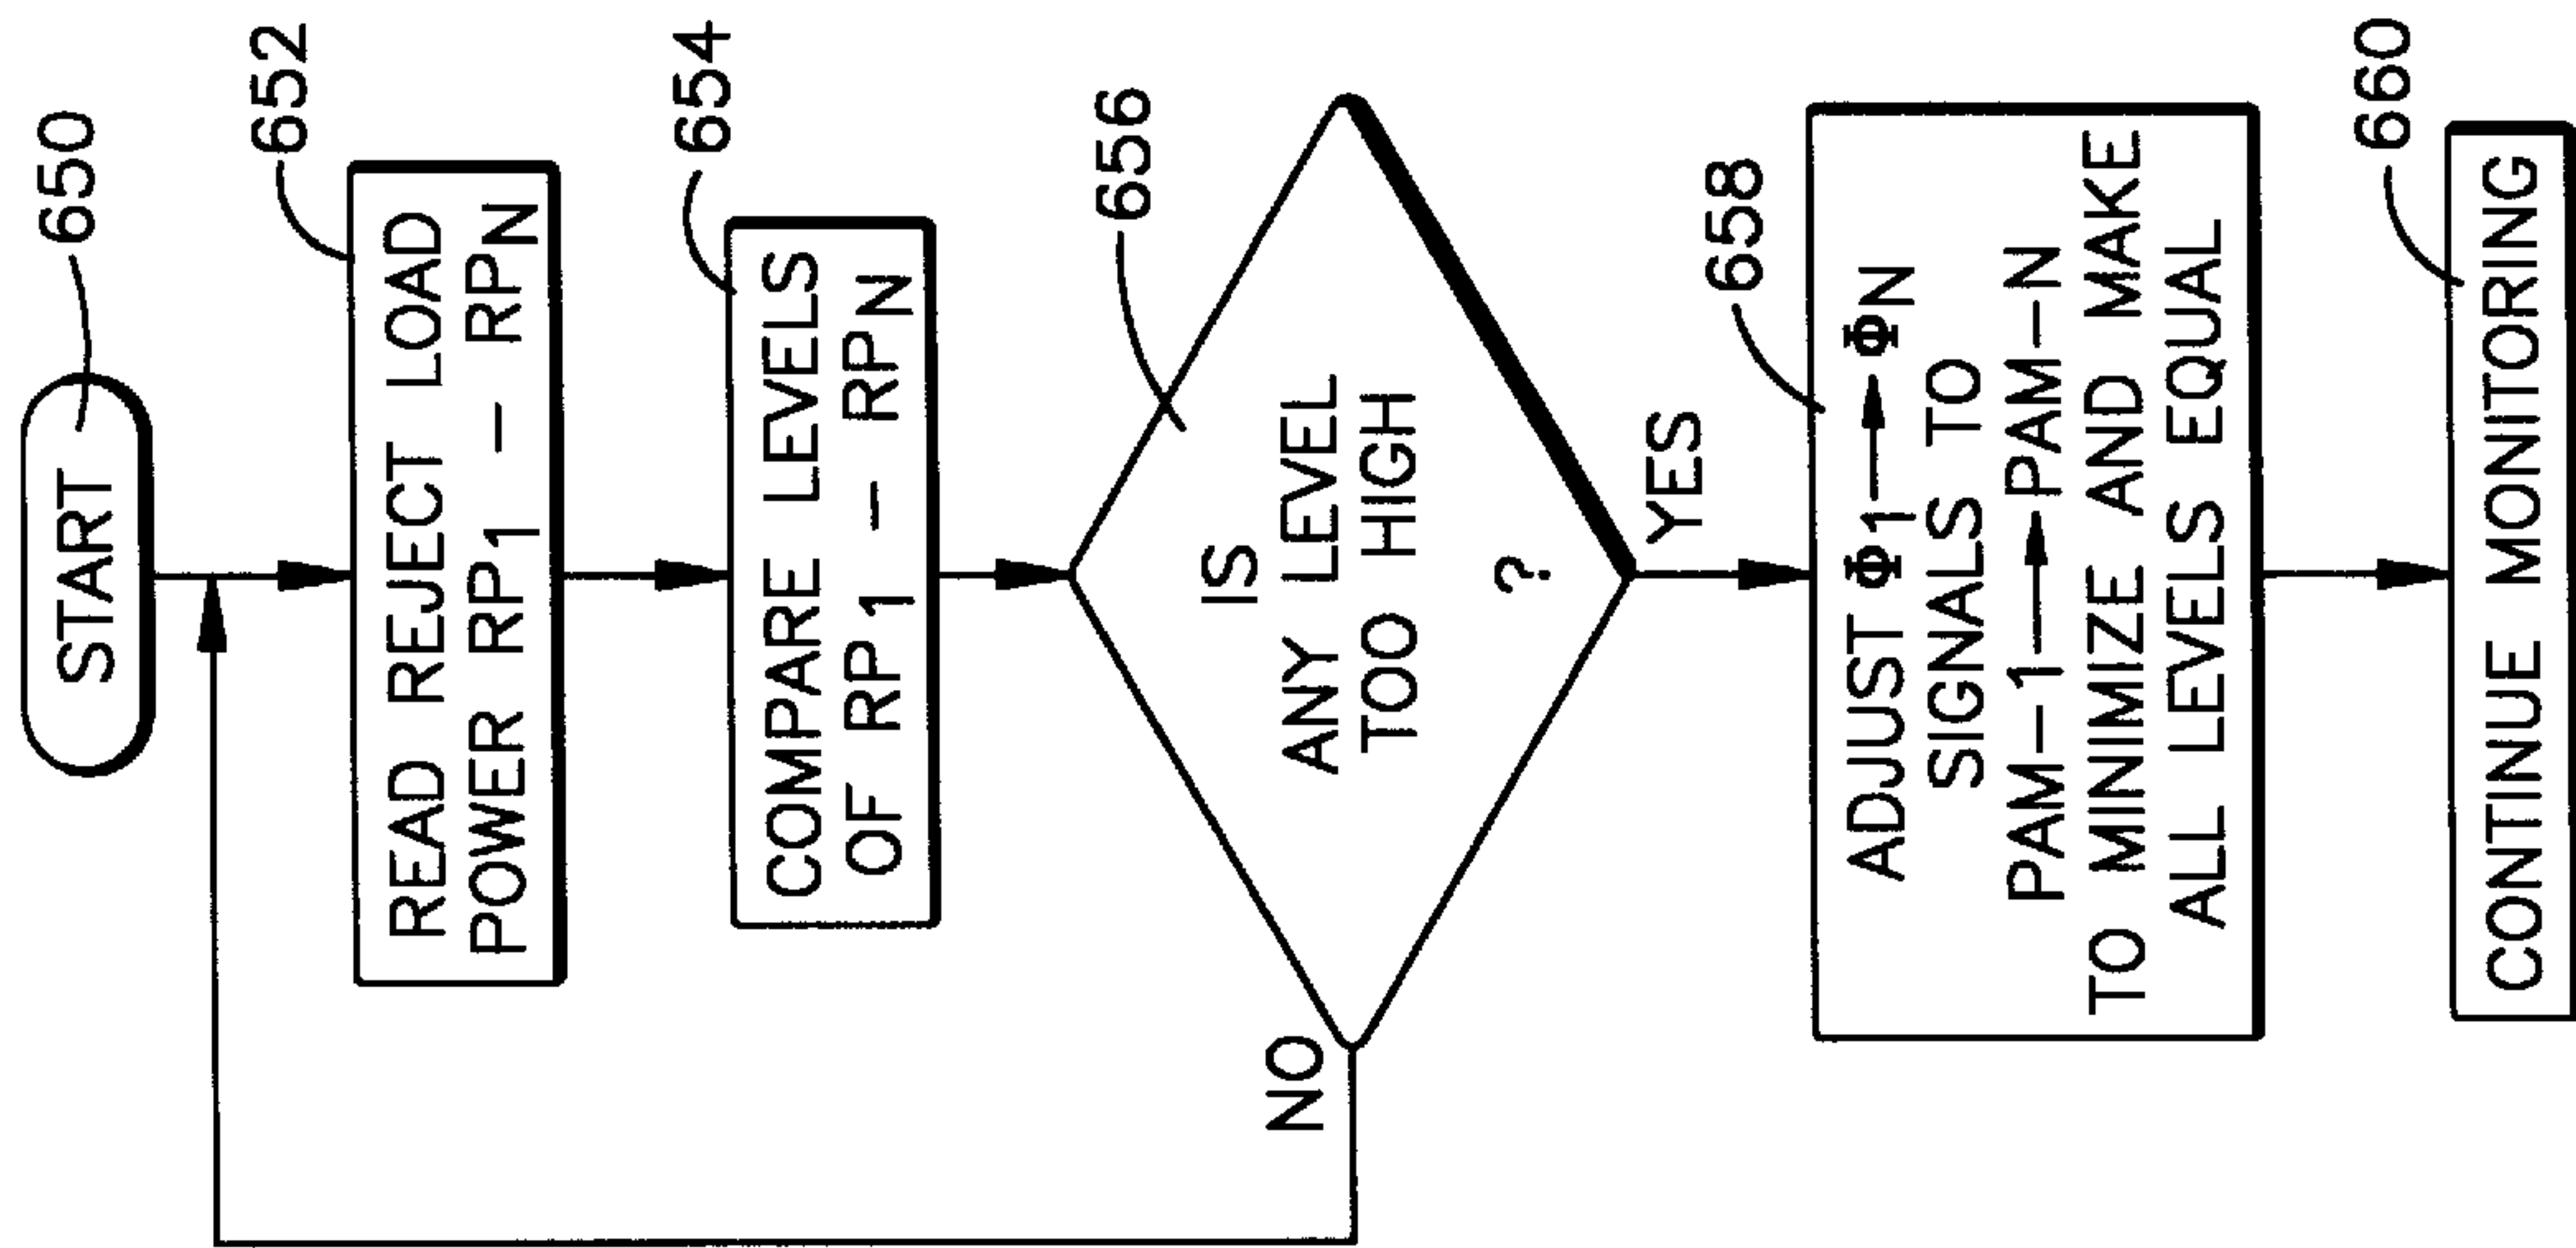 START
650
652
READ REJECT LOAD
POWER RP1 - RPN
654
COMPARE LEVELS
OF RP1 - RPN
656
IS
ANY LEVEL
TOO HIGH
?
NO
YES
658
ADJUST Φ1→ΦN
SIGNALS TO
PAM-1→PAM-N
TO MINIMIZE AND MAKE
ALL LEVELS EQUAL
660
CONTINUE MONITORING